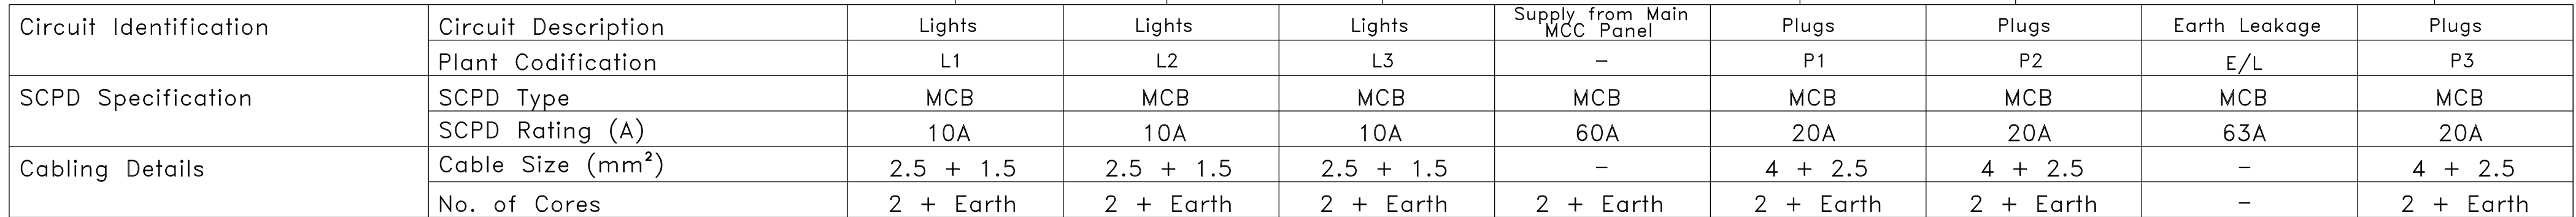 Circuit Identification Circuit Description Lights Lights Lights Supply from Main MCC Panel Plugs Plugs Earth Leakage Plugs
Plant Codification L1 L2 L3 - P1 P2 E/L P3
SCPD Specification SCPD Type MCB MCB MCB MCB MCB MCB MCB MCB
SCPD Rating (A) 10A 10A 10A 60A 20A 20A 63A 20A
Cabling Details Cable Size (mm²) 2.5 + 1.5 2.5 + 1.5 2.5 + 1.5 - 4 + 2.5 4 + 2.5 - 4 + 2.5
No. of Cores 2 + Earth 2 + Earth 2 + Earth 2 + Earth 2 + Earth 2 + Earth - 2 + Earth